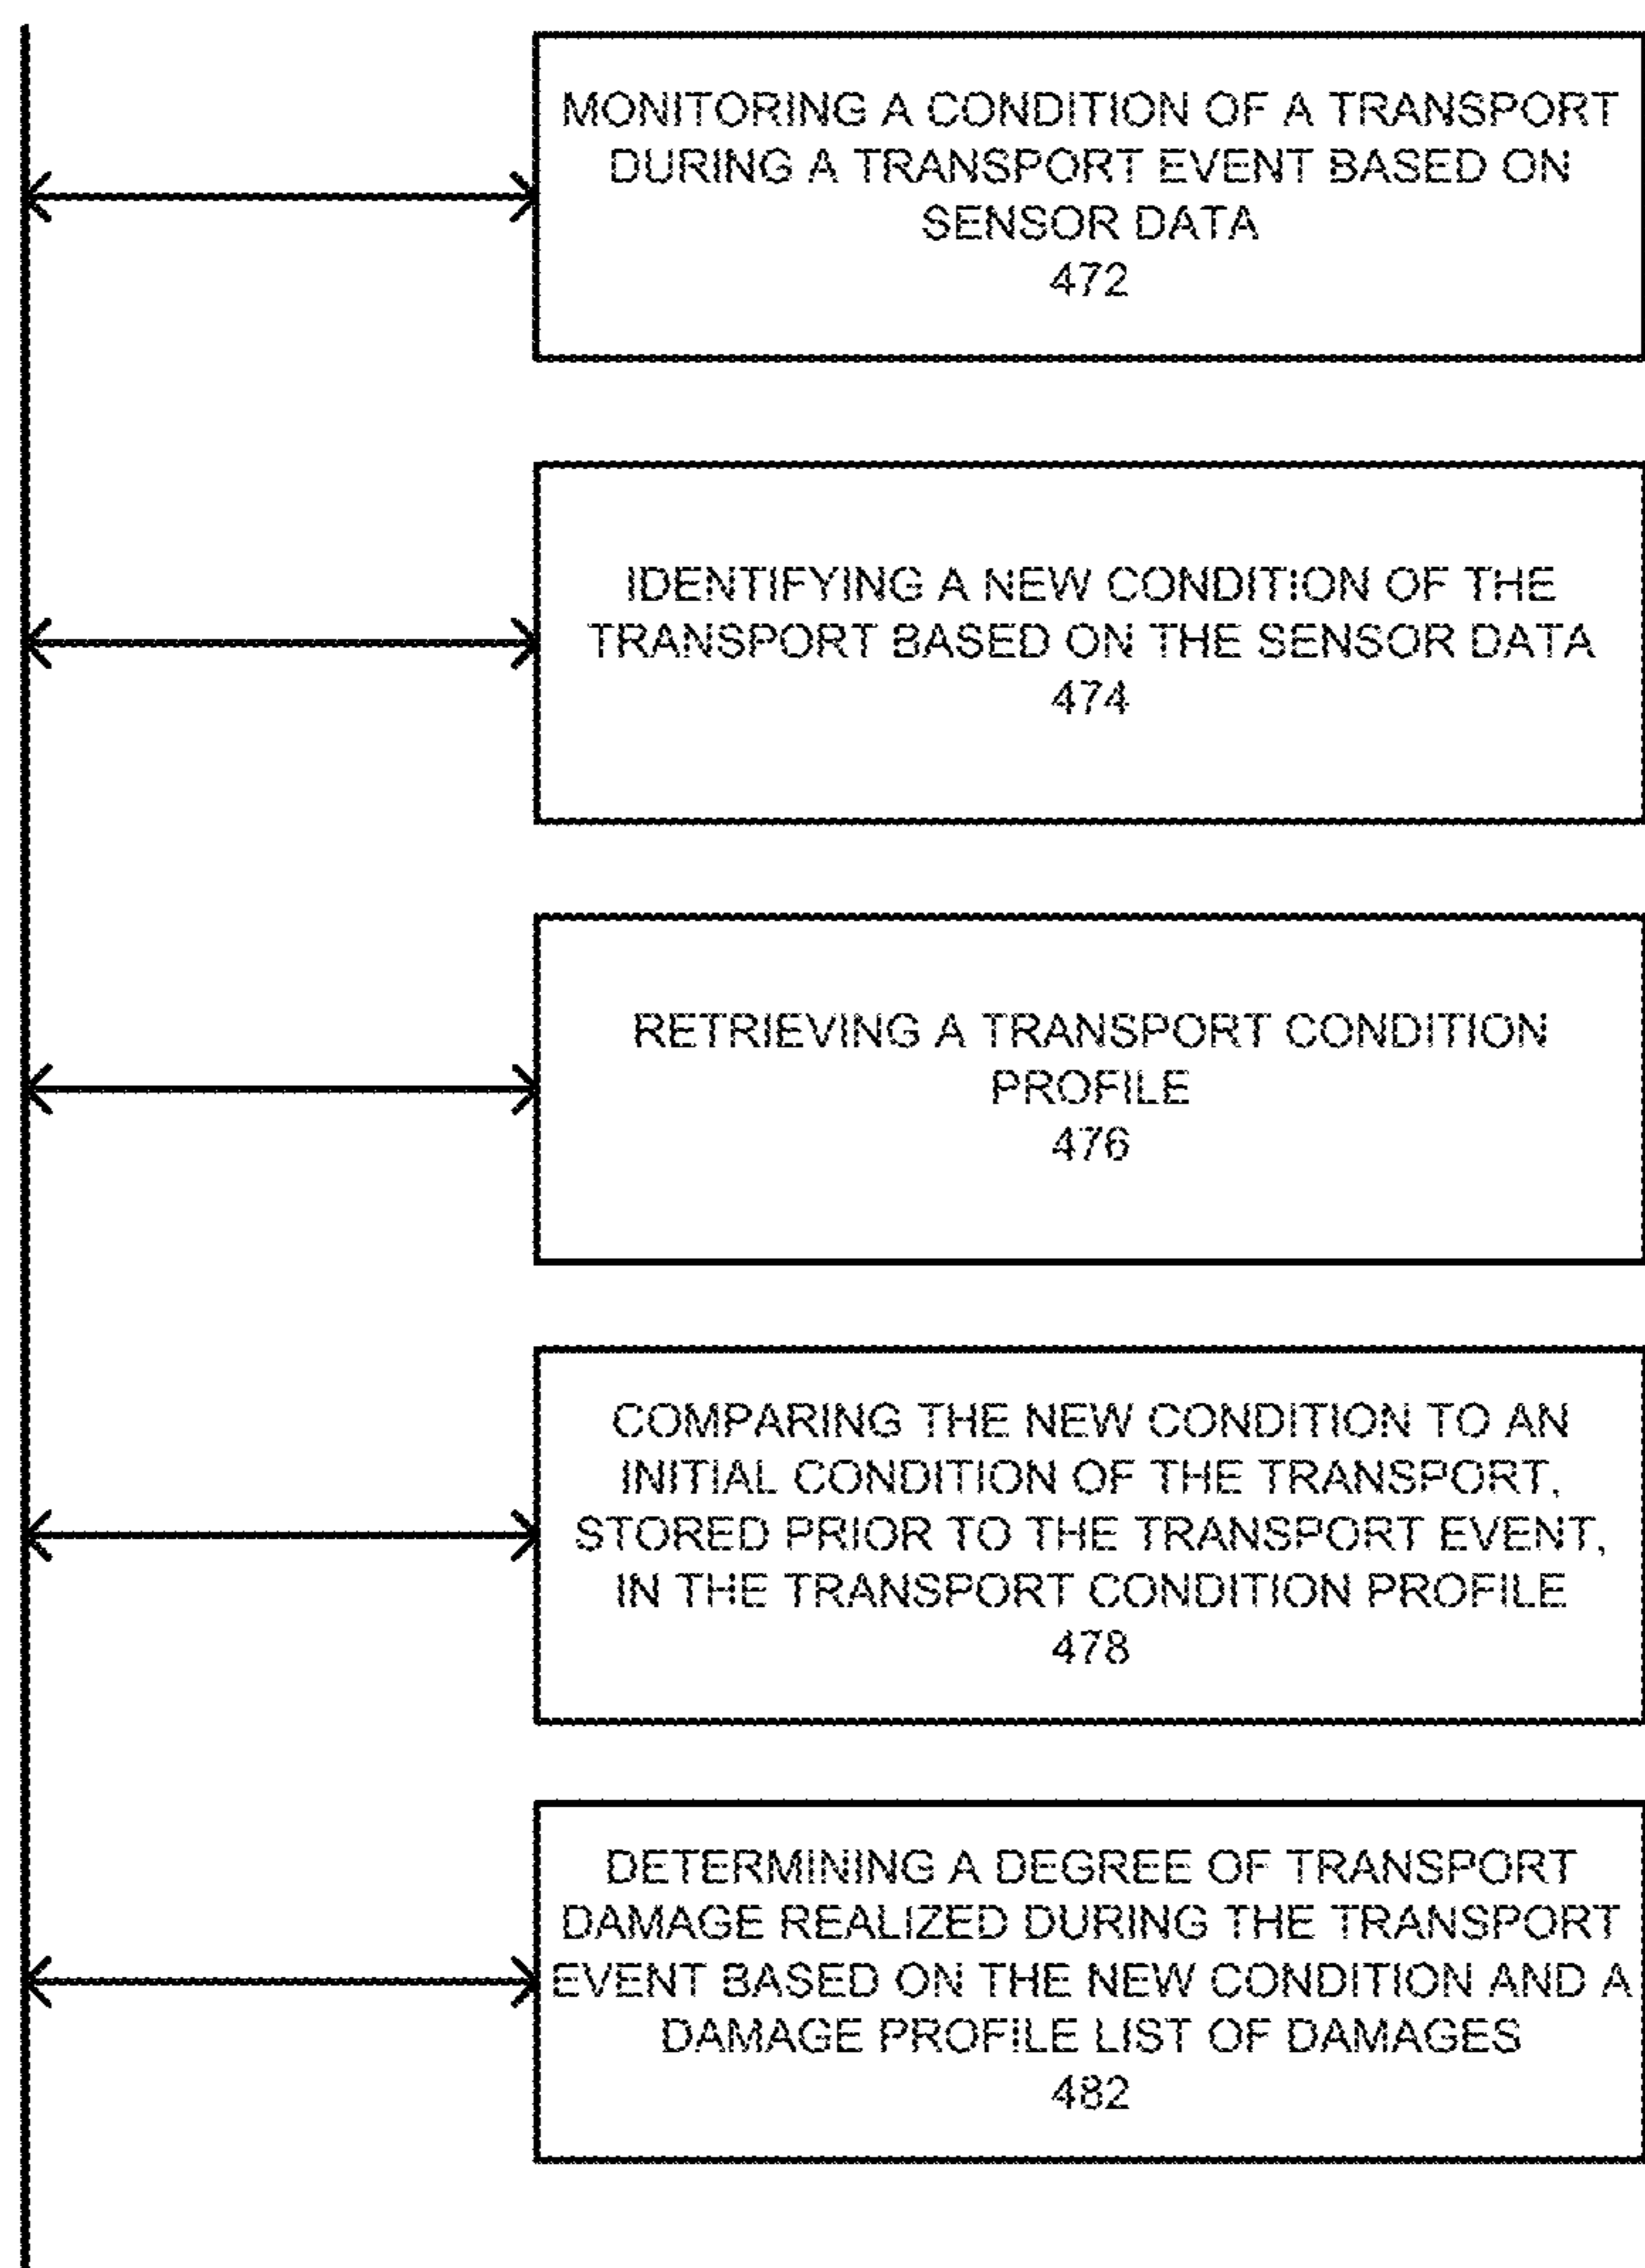 MONITORING A CONDITION OF A TRANSPORT
DURING A TRANSPORT EVENT BASED ON
SENSOR DATA
472
IDENTIFYING A NEW CONDITION OF THE
TRANSPORT BASED ON THE SENSOR DATA
474
RETRIEVING A TRANSPORT CONDITION
PROFILE
476
COMPARING THE NEW CONDITION TO AN
INITIAL CONDITION OF THE TRANSPORT,
STORED PRIOR TO THE TRANSPORT EVENT,
IN THE TRANSPORT CONDITION PROFILE
478
DETERMINING A DEGREE OF TRANSPORT
DAMAGE REALIZED DURING THE TRANSPORT
EVENT BASED ON THE NEW CONDITION AND A
DAMAGE PROFILE LIST OF DAMAGES
482